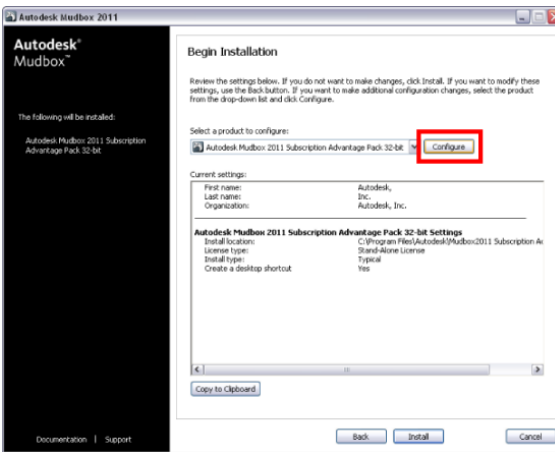 Autodesk Mudbox 2011
Autodesk®
Mudbox™
The following will be installed:
Autodesk Mudbox 2011 Subscription
Advantage Pack 32-bit
Begin Installation
Review the settings below. If you do not want to make changes, click Install. If you want to modify these
settings, use the Back button. If you want to make additional configuration changes, select the product
from the drop-down list and click Configure.
Select a product to configure:
Autodesk Mudbox 2011 Subscription Advantage Pack 32-bit
Configure
Current settings:
First name: Autodesk,
Last name: Inc.
Organization: Autodesk, Inc.
Autodesk Mudbox 2011 Subscription Advantage Pack 32-bit Settings
Install location: C:\Program Files\Autodesk\Mudbox2011 Subscription Ad
License type: Stand-Alone License
Install type: Typical
Create a desktop shortcut Yes
Copy to Clipboard
Documentation | Support
Back Install Cancel